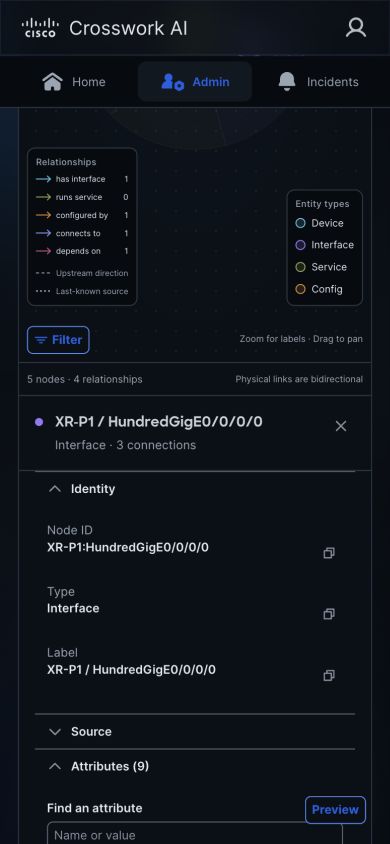 CISCO
Crosswork AI
Home
Admin
Incidents
Relationships
has interface 1
runs service 0
configured by 1
connects to 1
depends on 1
Upstream direction
Last-known source
Entity types
Device
Interface
Service
Config
Filter
Zoom for labels · Drag to pan
5 nodes · 4 relationships
Physical links are bidirectional
XR-P1 / HundredGigE0/0/0/0
Interface · 3 connections
Identity
Node ID
XR-P1:HundredGigE0/0/0/0
Type
Interface
Label
XR-P1 / HundredGigE0/0/0/0
Source
Attributes (9)
Find an attribute
Preview
Name or value